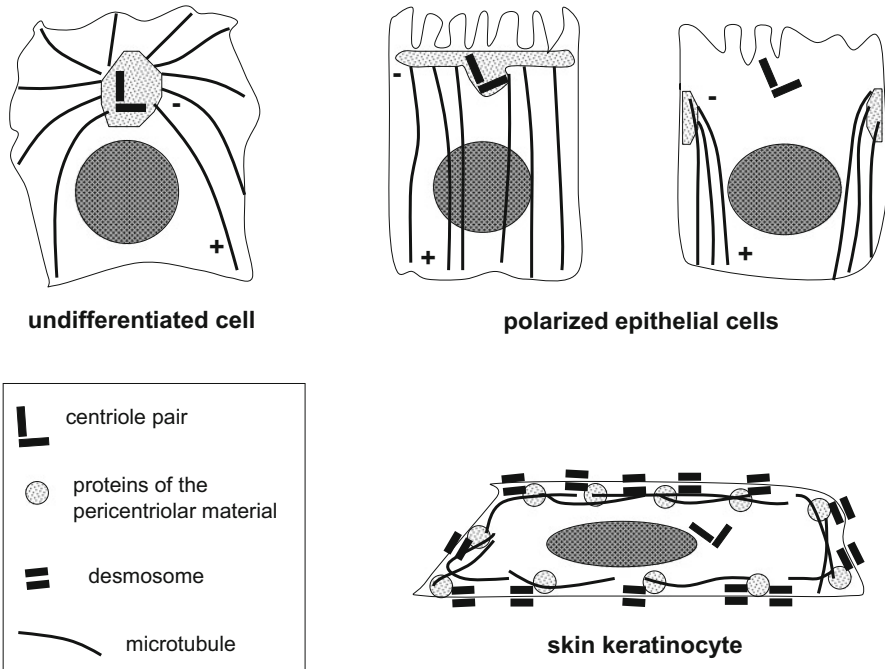 -
+
-
+
-
+
undifferentiated cell
polarized epithelial cells
centriole pair
proteins of the
pericentriolar material
desmosome
microtubule
skin keratinocyte